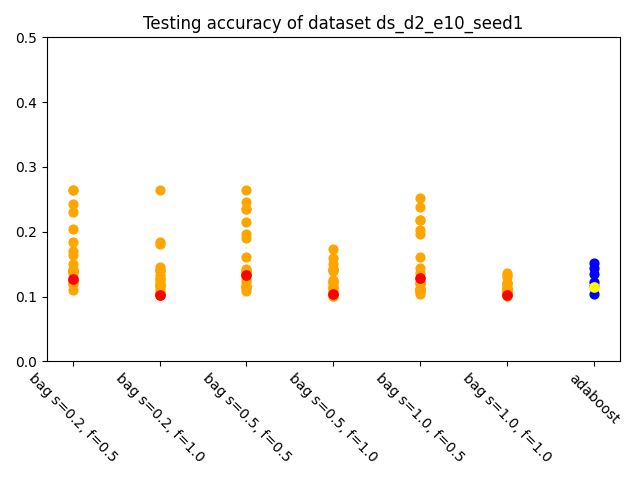 Testing accuracy of dataset ds_d2_e10_seed1
0.5
0.4
0.3
0.2
0.1
0.0
bag s=0.2, f=0.5
bag s=0.2, f=1.0
bag s=0.5, f=0.5
bag s=0.5, f=1.0
bag s=1.0, f=0.5
bag s=1.0, f=1.0
adaboost